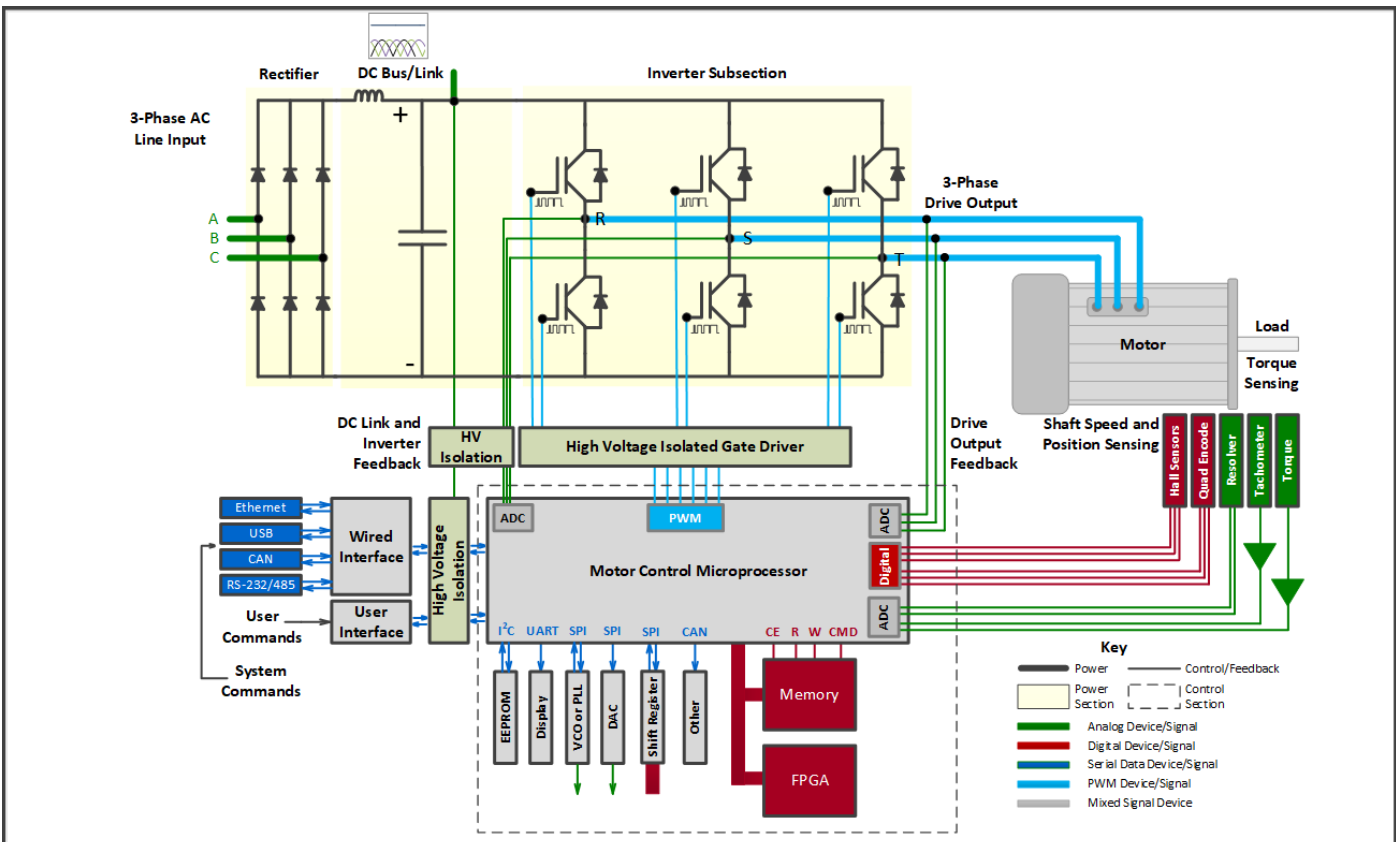 Rectifier
DC Bus/Link
Inverter Subsection
3-Phase AC
Line Input
+
-
A
B
C
R
S
T
3-Phase
Drive Output
Motor
Load
Torque
Sensing
DC Link and
Inverter
Feedback
HV
Isolation
High Voltage Isolated Gate Driver
Drive
Output
Feedback
Shaft Speed and
Position Sensing
Hall Sensors
Quad Encode
Resolver
Tachometer
Torque
Ethernet
USB
CAN
RS-232/485
Wired
Interface
User
Interface
High Voltage
Isolation
User
Commands
System
Commands
ADC
PWM
ADC
Digital
ADC
Motor Control Microprocessor
I²C
UART
SPI
SPI
SPI
CAN
CE
R
W
CMD
EEPROM
Display
VCO or PLL
DAC
Shift Register
Other
Memory
FPGA
Key
Power
Control/Feedback
Power
Section
Control
Section
Analog Device/Signal
Digital Device/Signal
Serial Data Device/Signal
PWM Device/Signal
Mixed Signal Device